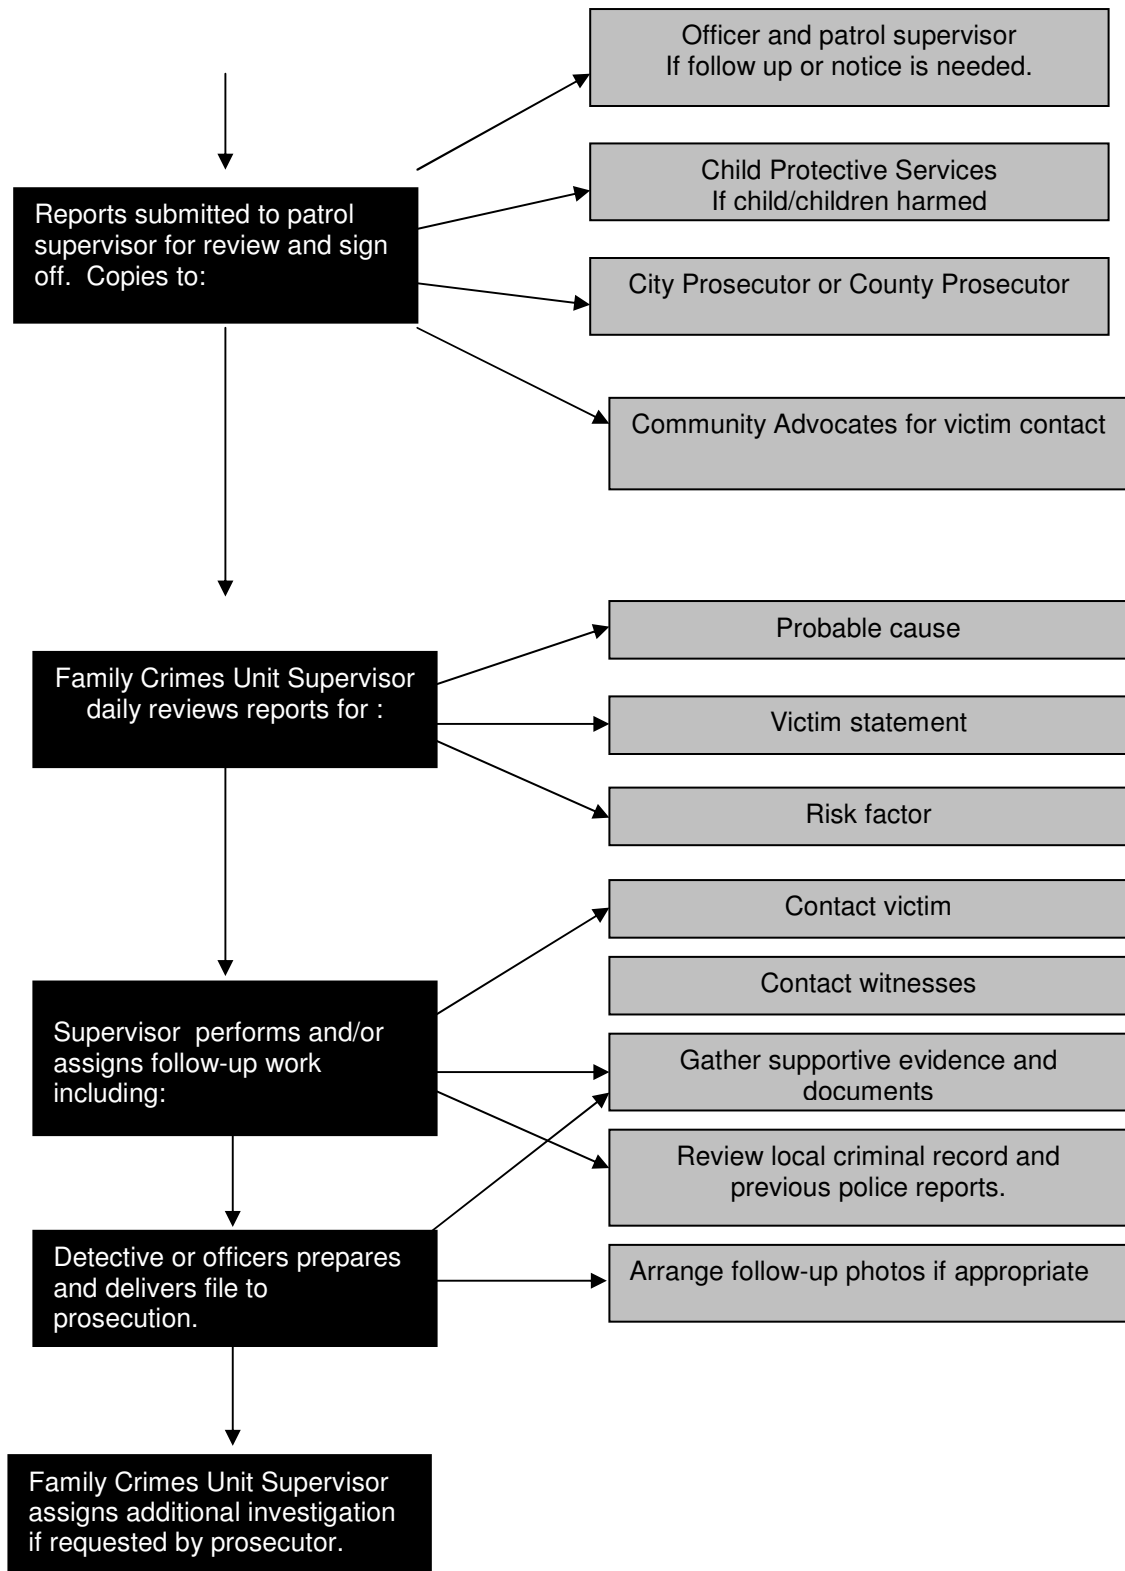 Officer and patrol supervisor
If follow up or notice is needed.
Child Protective Services
If child/children harmed
Reports submitted to patrol
supervisor for review and sign
off.  Copies to:
City Prosecutor or County Prosecutor
Community Advocates for victim contact
Probable cause
Family Crimes Unit Supervisor
daily reviews reports for :
Victim statement
Risk factor
Contact victim
Contact witnesses
Supervisor  performs and/or
assigns follow-up work
including:
Gather supportive evidence and
documents
Review local criminal record and
previous police reports.
Detective or officers prepares
and delivers file to
prosecution.
Arrange follow-up photos if appropriate
Family Crimes Unit Supervisor
assigns additional investigation
if requested by prosecutor.